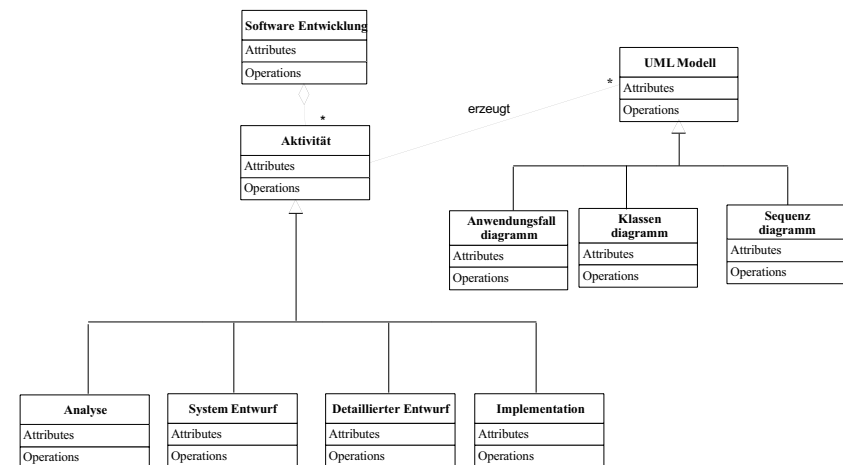 Software Entwicklung
Attributes
Operations
*
UML Modell
Attributes
Operations
*
erzeugt
Aktivität
Attributes
Operations
Anwendungsfall
diagramm
Attributes
Operations
Klassen
diagramm
Attributes
Operations
Sequenz
diagramm
Attributes
Operations
Analyse
Attributes
Operations
System Entwurf
Attributes
Operations
Detaillierter Entwurf
Attributes
Operations
Implementation
Attributes
Operations